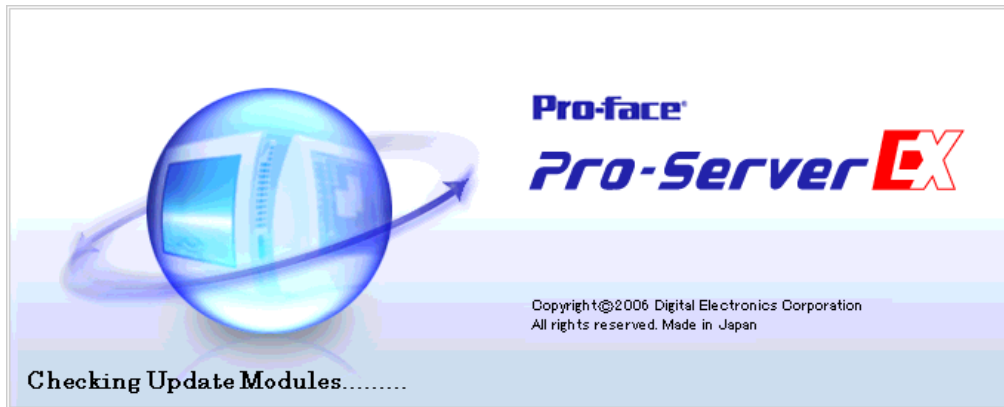 Pro-face®
Pro-Server EX
Copyright©2006 Digital Electronics Corporation
All rights reserved. Made in Japan
Checking Update Modules.........